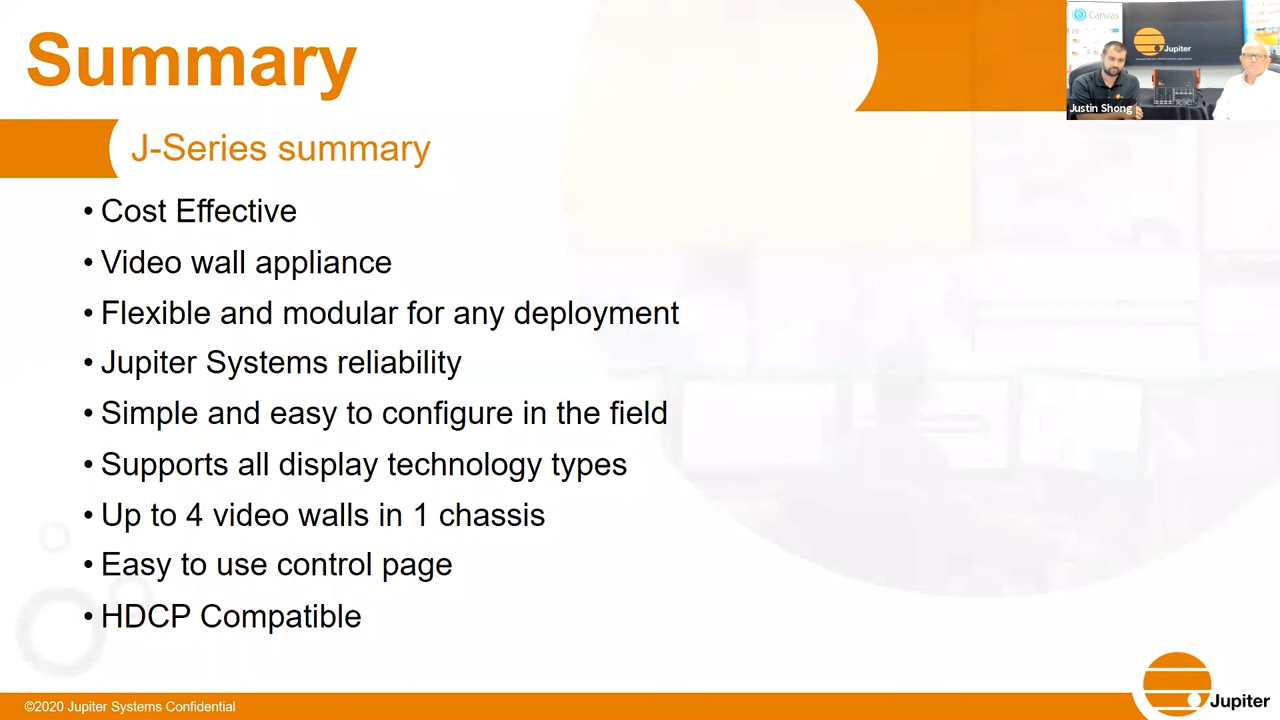 Summary
J-Series summary
• Cost Effective
• Video wall appliance
• Flexible and modular for any deployment
• Jupiter Systems reliability
• Simple and easy to configure in the field
• Supports all display technology types
• Up to 4 video walls in 1 chassis
• Easy to use control page
• HDCP Compatible
©2020 Jupiter Systems Confidential
Jupiter
Canvas
Jupiter
Justin Shong